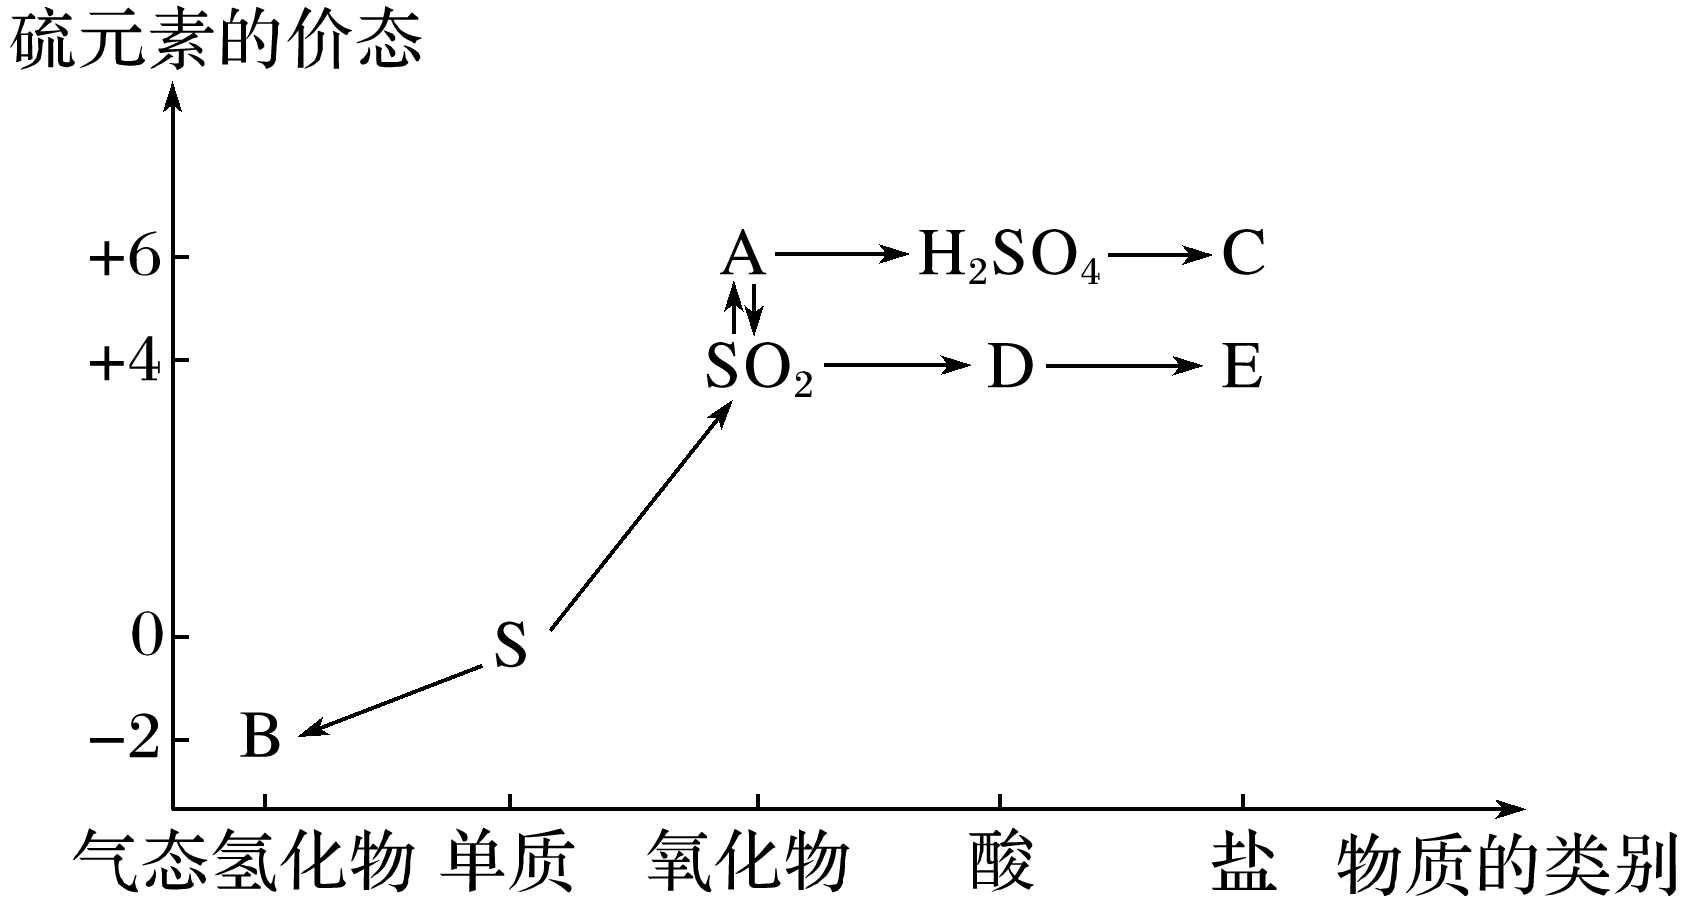 硫元素的价态
+6 A H₂SO₄ C
+4 SO₂ D E
0 S
−2 B
气态氢化物 单质 氧化物 酸 盐 物质的类别